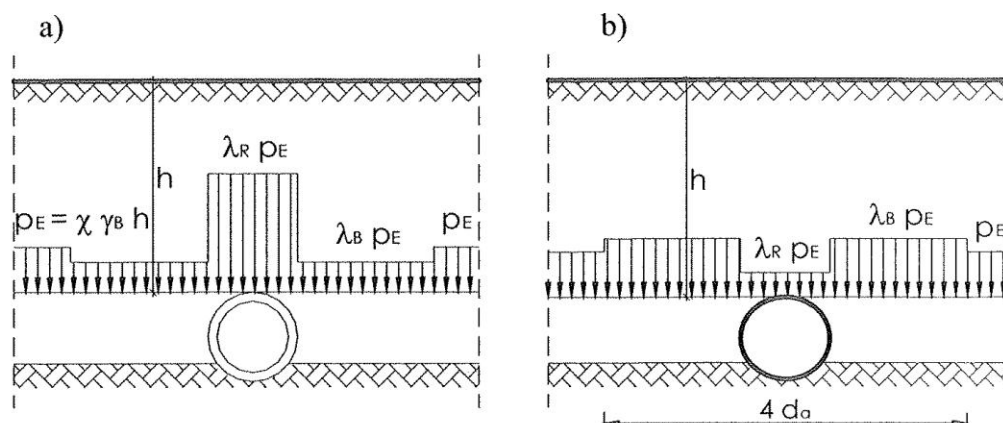 a)
λR pE
h
pE = χ γB h
λB pE
pE
b)
h
λB pE
λR pE
pE
4 da